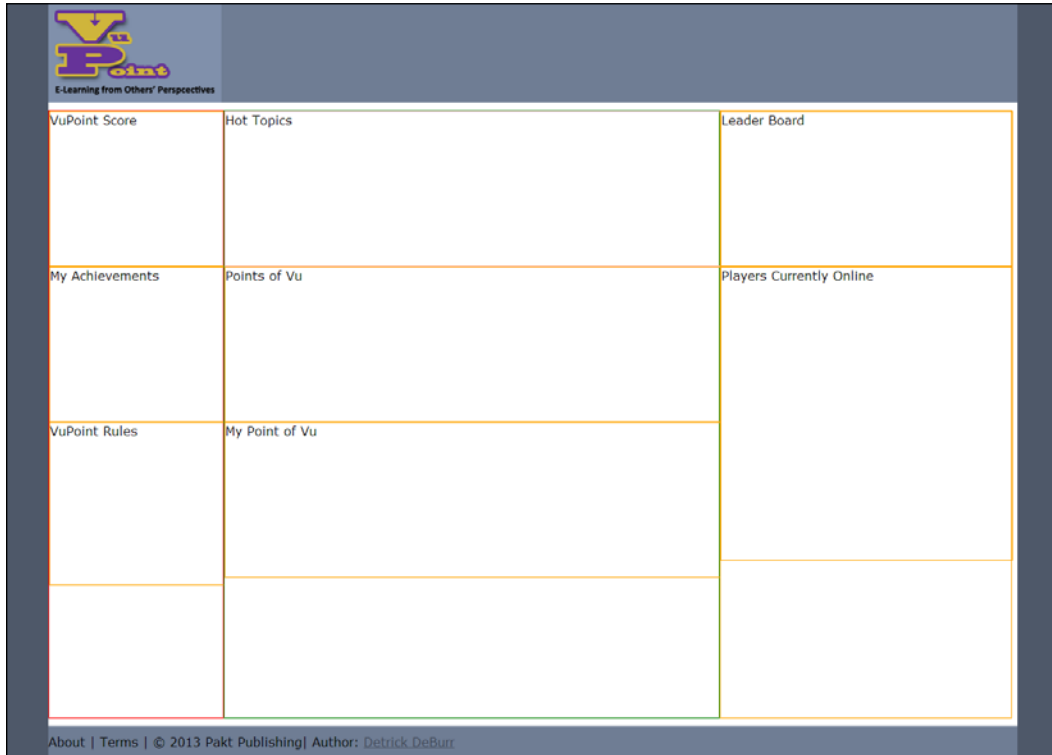 Vu
Point
E-Learning from Others' Perspcectives
VuPoint Score
Hot Topics
Leader Board
My Achievements
Points of Vu
Players Currently Online
VuPoint Rules
My Point of Vu
About | Terms | © 2013 Pakt Publishing| Author: Detrick DeBurr